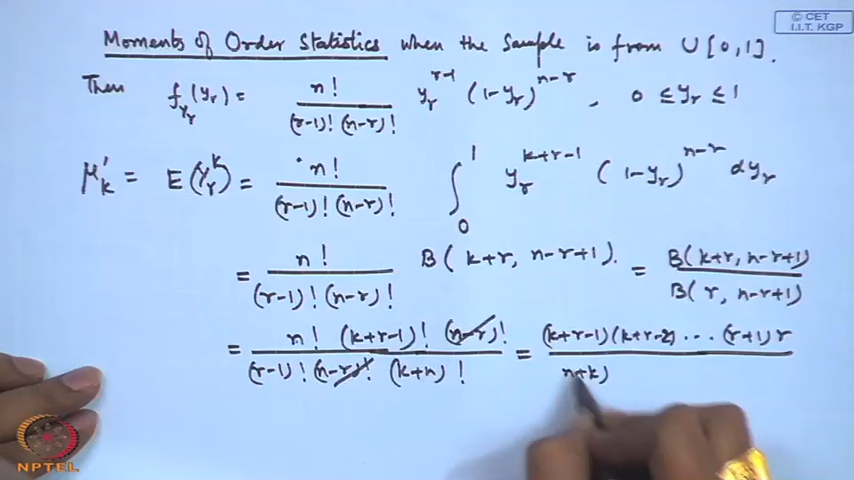 © CET
I.I.T. KGP
Moments of Order Statistics when the sample is from U[0,1].
Then f_{Y_r}(y_r) = n! / ((r-1)! (n-r)!) y_r^{r-1} (1-y_r)^{n-r} , 0 ≤ y_r ≤ 1
μ'_k = E(Y_r^k) = n! / ((r-1)! (n-r)!) ∫_0^1 y_r^{k+r-1} (1-y_r)^{n-r} dy_r
= n! / ((r-1)! (n-r)!) B(k+r, n-r+1). = B(k+r, n-r+1) / B(r, n-r+1)
= n! (k+r-1)! (n-r)! / ((r-1)! (n-r)! (k+n)!) = (k+r-1)(k+r-2) ... (r+1) r / n+k)
NPTEL